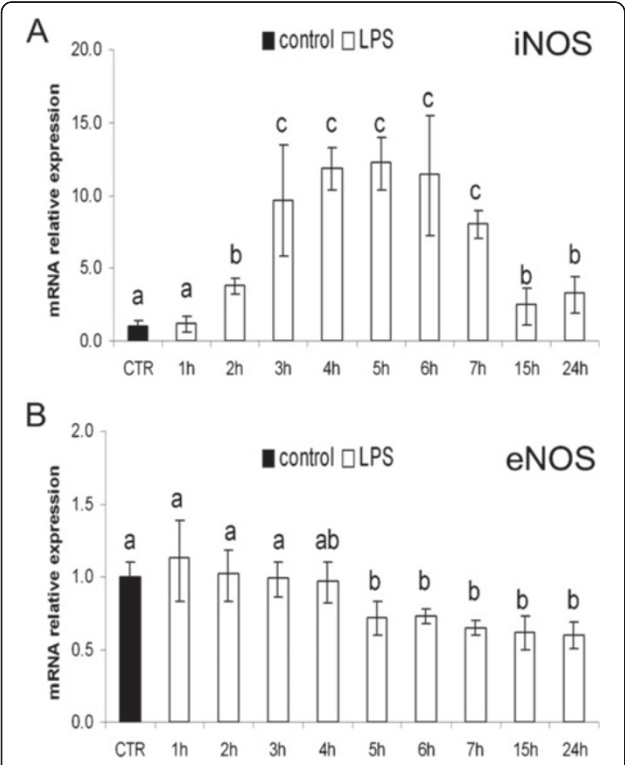 A
control LPS
iNOS
mRNA relative expression
20.0
15.0
10.0
5.0
0.0
a a b c c c c c b b
CTR 1h 2h 3h 4h 5h 6h 7h 15h 24h
B
control LPS
eNOS
mRNA relative expression
2.0
1.5
1.0
0.5
0.0
a a a a ab b b b b b
CTR 1h 2h 3h 4h 5h 6h 7h 15h 24h